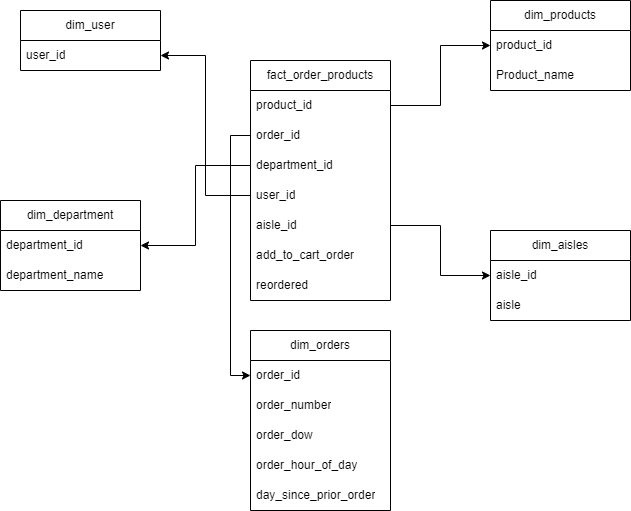 dim_user
user_id
dim_products
product_id
Product_name
fact_order_products
product_id
order_id
department_id
user_id
aisle_id
add_to_cart_order
reordered
dim_department
department_id
department_name
dim_aisles
aisle_id
aisle
dim_orders
order_id
order_number
order_dow
order_hour_of_day
day_since_prior_order